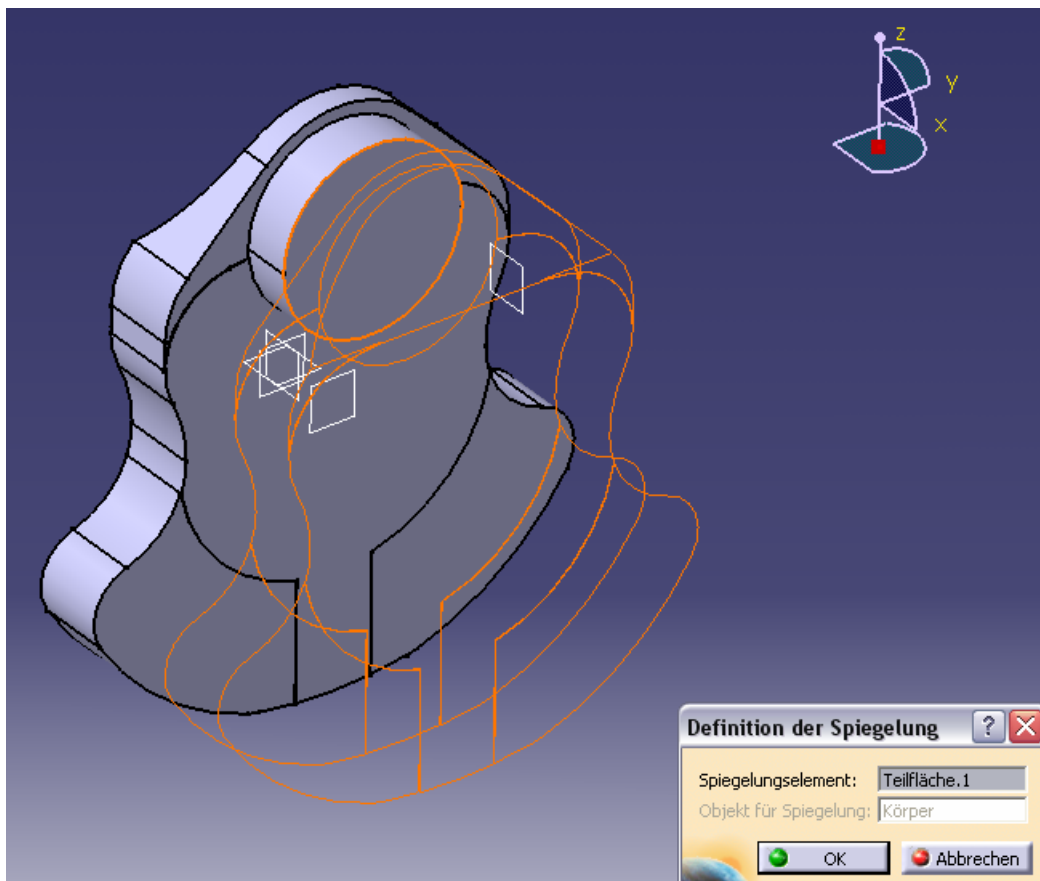 z
y
x
Definition der Spiegelung
Spiegelungselement: Teilfläche.1
Objekt für Spiegelung: Körper
OK Abbrechen